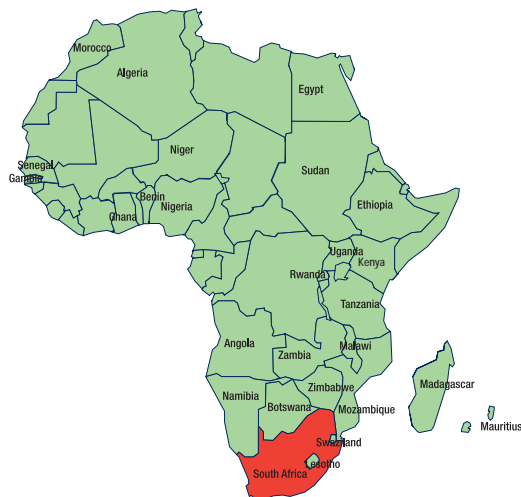 Morocco
Algeria
Egypt
Niger
Senegal
Sudan
Gambia
Benin
Ethiopia
Nigeria
Ghana
Uganda
Kenya
Rwanda
Tanzania
Angola
Malawi
Zambia
Madagascar
Zimbabwe
Namibia
Botswana
Mozambique
Mauritius
Swaziland
Lesotho
South Africa